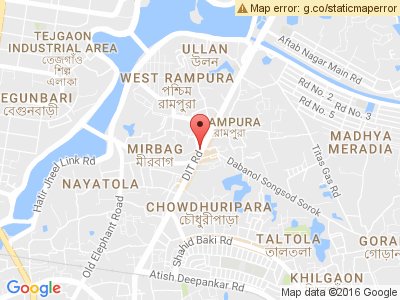 Map error: g.co/staticmaperror
TEJGAON
INDUSTRIAL AREA
তেজগাঁও
শিল্প
এলাকা
ULLAN
উলন
Aftab Nagar Main Rd
WEST RAMPURA
পশ্চিম
রামপুরা
Rd No. 2
Rd No. 3
Rd No. 5
EGUNBARI
বেগুনবাড়ী
AMPURA
রামপুরা
MADHYA
MERADIA
MIRBAG
মীরবাগ
DIT Rd
Titas Gas Rd
Hatir Jheel Link Rd
Dabanol Songsod Sorok
NAYATOLA
Old Elephant Road
CHOWDHURIPARA
চৌধুরীপাড়া
Shahid Baki Rd
TALTOLA
তালতলা
GORA
গোড়ান
Atish Deepankar Rd
KHILGAON
Google
Map data ©2016 Google